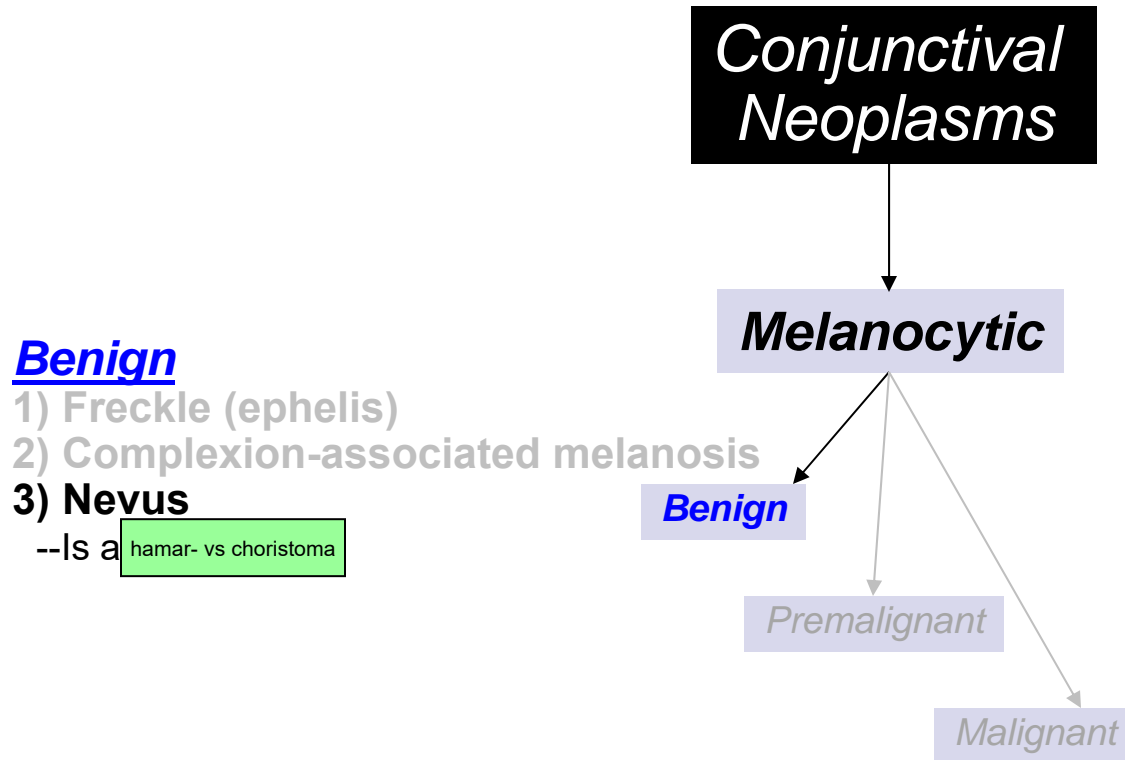 Conjunctival
Neoplasms
Melanocytic
Benign
1) Freckle (ephelis)
2) Complexion-associated melanosis
3) Nevus
--Is a hamar- vs choristoma
Benign
Premalignant
Malignant